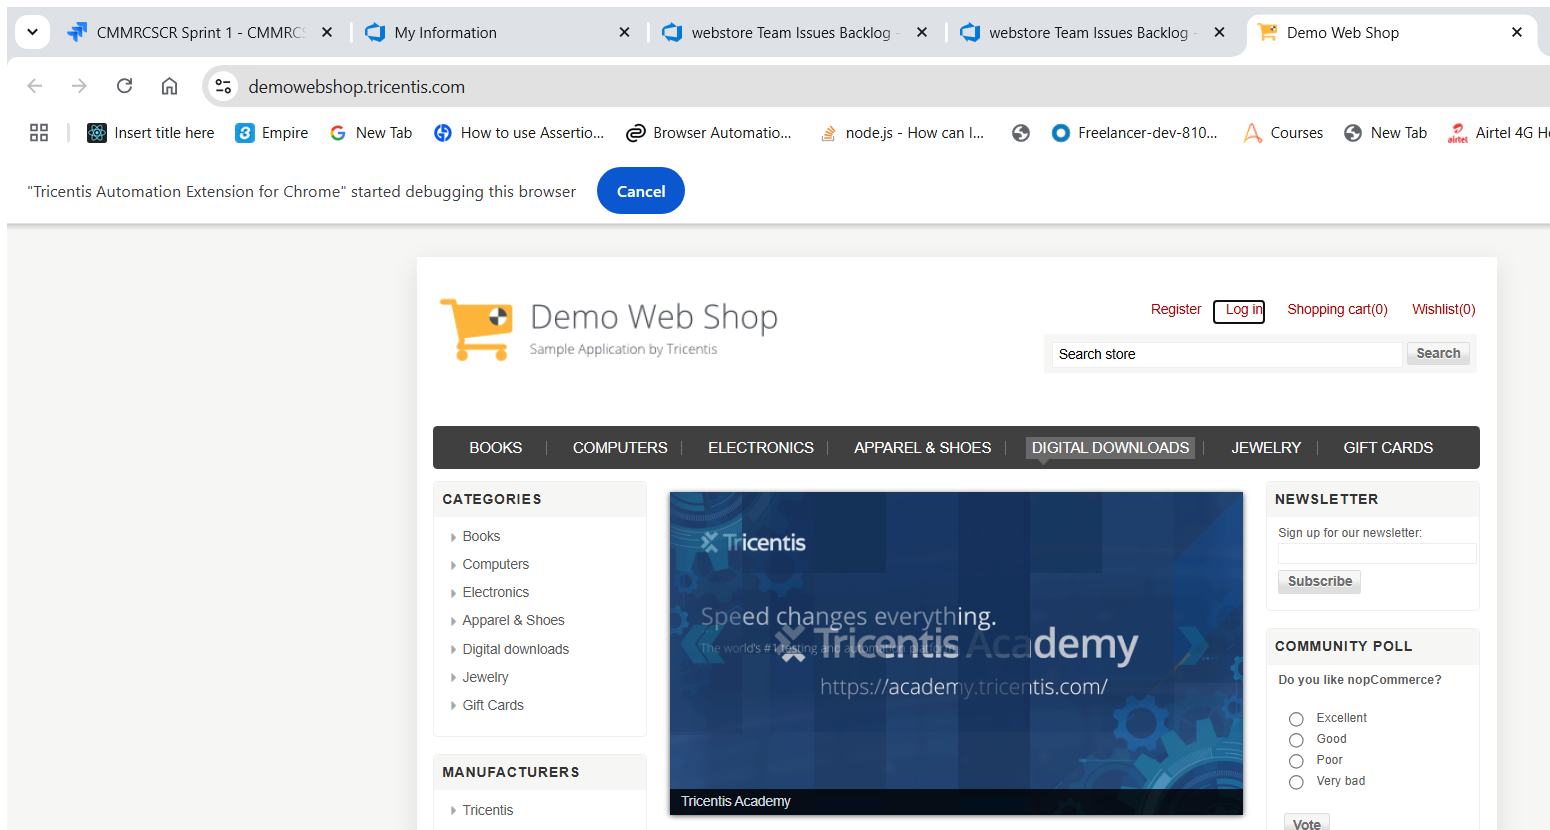 CMMRCSCR Sprint 1 - CMMRCS
My Information
webstore Team Issues Backlog -
webstore Team Issues Backlog -
Demo Web Shop
demowebshop.tricentis.com
Insert title here
Empire
New Tab
How to use Assertio...
Browser Automatio...
node.js - How can I...
Freelancer-dev-810...
Courses
New Tab
airtel
Airtel 4G Ho
"Tricentis Automation Extension for Chrome" started debugging this browser
Cancel
Demo Web Shop
Sample Application by Tricentis
Register
Log in
Shopping cart(0)
Wishlist(0)
Search store
Search
BOOKS
COMPUTERS
ELECTRONICS
APPAREL & SHOES
DIGITAL DOWNLOADS
JEWELRY
GIFT CARDS
CATEGORIES
Books
Computers
Electronics
Apparel & Shoes
Digital downloads
Jewelry
Gift Cards
MANUFACTURERS
Tricentis
Tricentis
Speed changes everything.
The world's #1 testing and automation platform
Tricentis Academy
https://academy.tricentis.com/
Tricentis Academy
NEWSLETTER
Sign up for our newsletter:
Subscribe
COMMUNITY POLL
Do you like nopCommerce?
Excellent
Good
Poor
Very bad
Vote